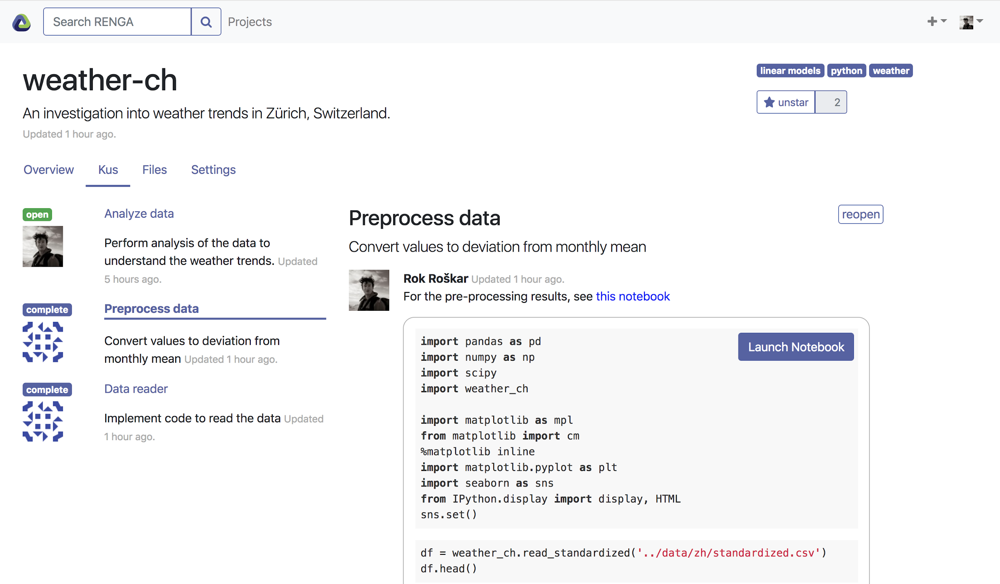 Search RENGA
Projects
weather-ch
An investigation into weather trends in Zürich, Switzerland.
Updated 1 hour ago.
linear models python weather
unstar 2
Overview Kus Files Settings
open
Analyze data
Perform analysis of the data to
understand the weather trends. Updated
5 hours ago.
complete
Preprocess data
Convert values to deviation from
monthly mean Updated 1 hour ago.
complete
Data reader
Implement code to read the data Updated
1 hour ago.
Preprocess data
reopen
Convert values to deviation from monthly mean
Rok Roškar Updated 1 hour ago.
For the pre-processing results, see this notebook
Launch Notebook
import pandas as pd
import numpy as np
import scipy
import weather_ch
import matplotlib as mpl
from matplotlib import cm
%matplotlib inline
import matplotlib.pyplot as plt
import seaborn as sns
from IPython.display import display, HTML
sns.set()
df = weather_ch.read_standardized('../data/zh/standardized.csv')
df.head()